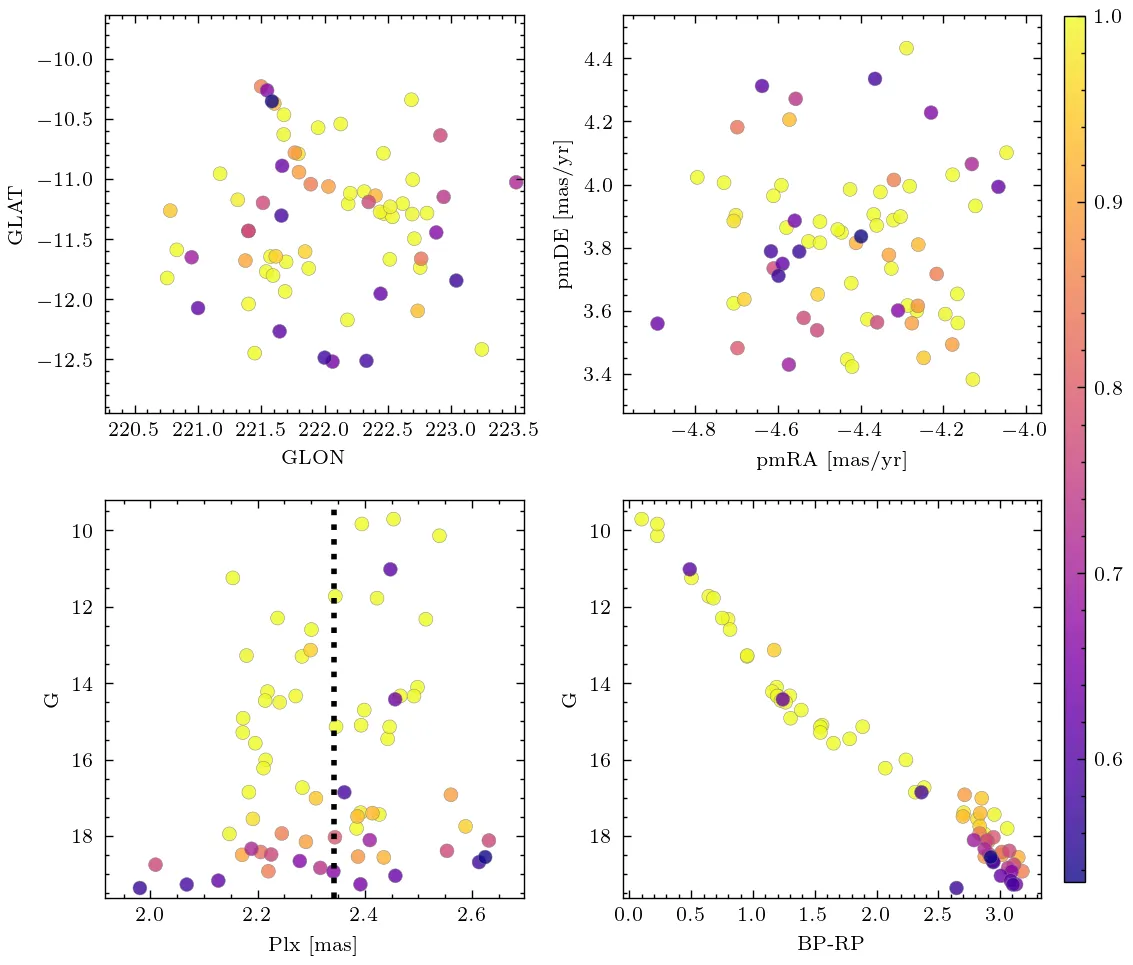 GLAT
−10.0
−10.5
−11.0
−11.5
−12.0
−12.5
220.5 221.0 221.5 222.0 222.5 223.0 223.5
GLON
pmDE [mas/yr]
4.4
4.2
4.0
3.8
3.6
3.4
−4.8 −4.6 −4.4 −4.2 −4.0
pmRA [mas/yr]
G
10
12
14
16
18
2.0 2.2 2.4 2.6
Plx [mas]
G
10
12
14
16
18
0.0 0.5 1.0 1.5 2.0 2.5 3.0
BP-RP
1.0
0.9
0.8
0.7
0.6